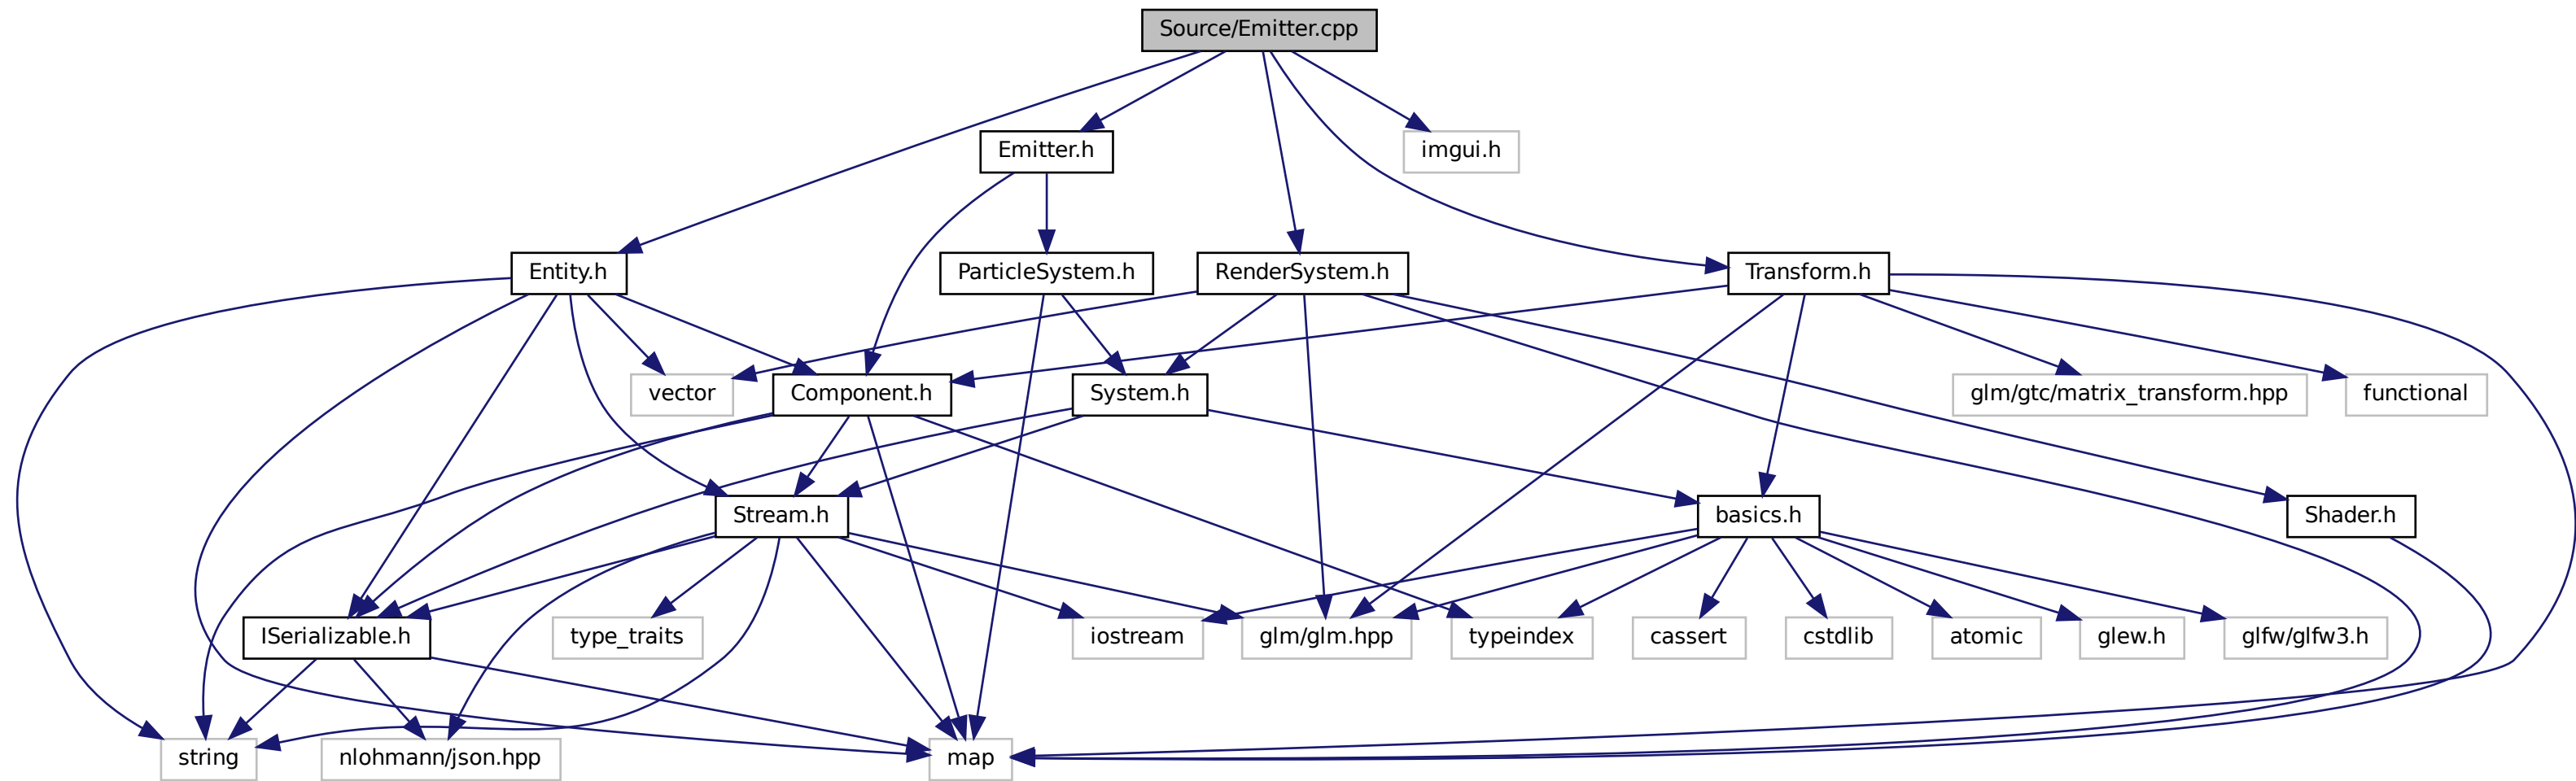 Source/Emitter.cpp
Emitter.h
imgui.h
Entity.h
ParticleSystem.h
RenderSystem.h
Transform.h
vector
Component.h
System.h
glm/gtc/matrix_transform.hpp
functional
Stream.h
basics.h
Shader.h
ISerializable.h
type_traits
iostream
glm/glm.hpp
typeindex
cassert
cstdlib
atomic
glew.h
glfw/glfw3.h
string
nlohmann/json.hpp
map